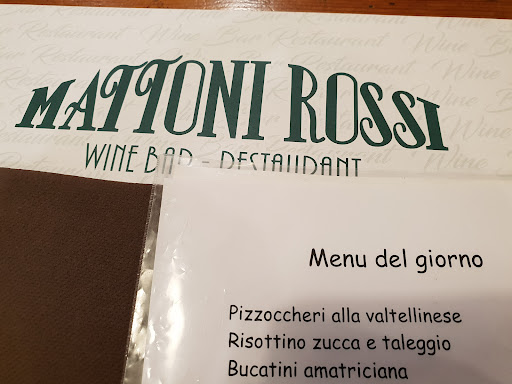 MATTONI ROSSI
WINE BAR - RESTAURANT
Menu del giorno
Pizzoccheri alla valtellinese
Risottino zucca e taleggio
Bucatini amatriciana